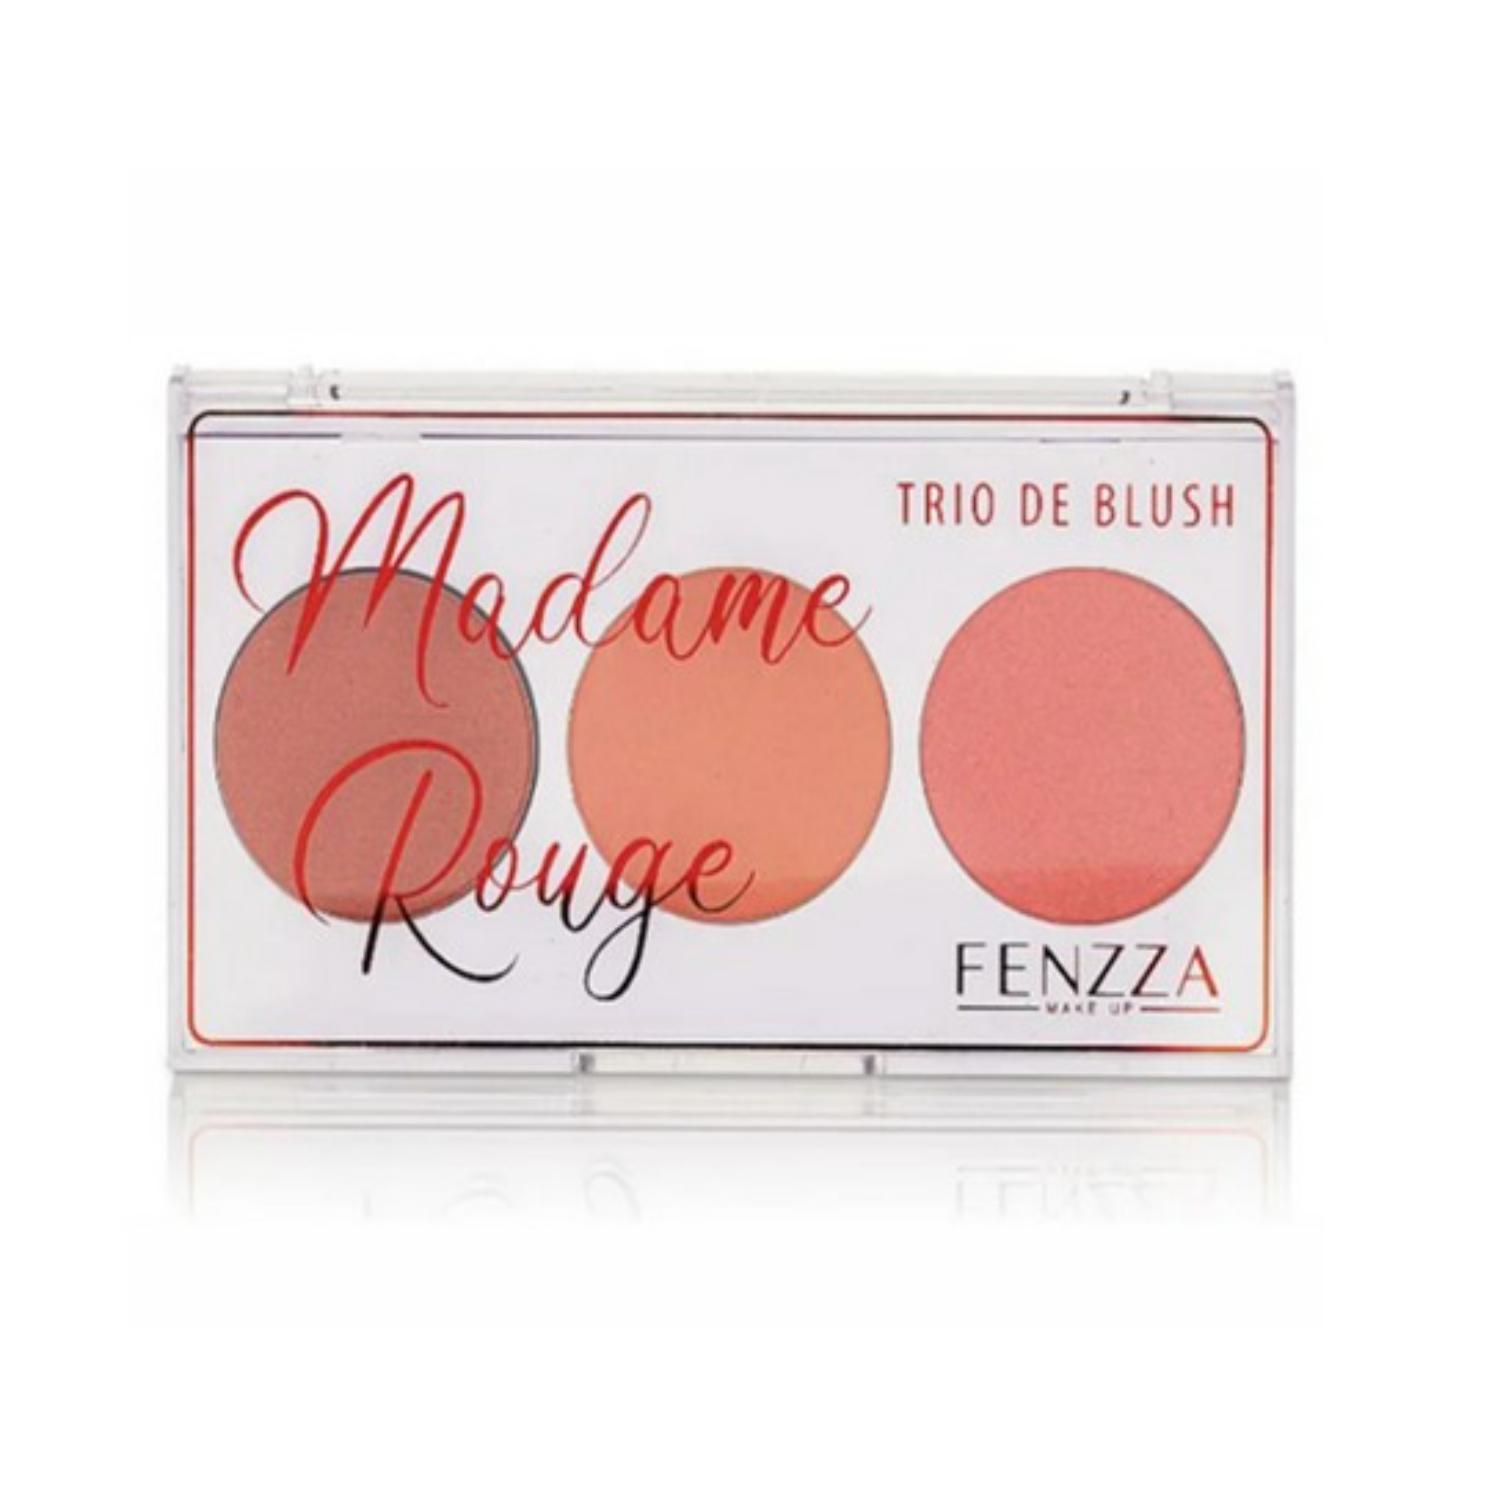 TRIO DE BLUSH
Madame
Rouge
FENZZA
MAKE UP